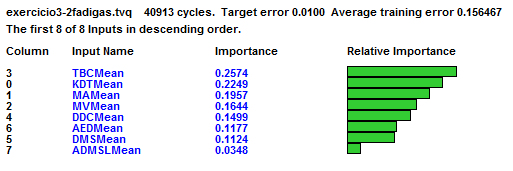 exercicio3-2fadigas.tvq 40913 cycles. Target error 0.0100 Average training error 0.156467
The first 8 of 8 Inputs in descending order.
Column Input Name Importance Relative Importance
3 TBCMean 0.2574
0 KDTMean 0.2249
1 MAMean 0.1957
2 MVMean 0.1644
4 DDCMean 0.1499
6 AEDMean 0.1177
5 DMSMean 0.1124
7 ADMSLMean 0.0348